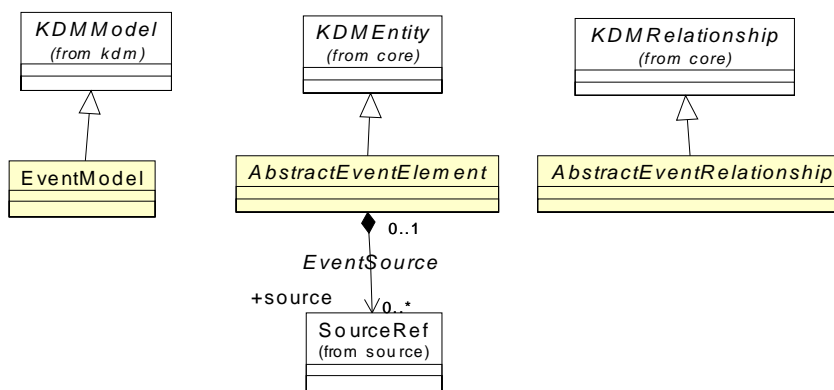 KDMModel
(from kdm)
KDMEntity
(from core)
KDMRelationship
(from core)
EventModel
AbstractEventElement
AbstractEventRelationship
0..1
EventSource
+source
0..*
SourceRef
(from source)